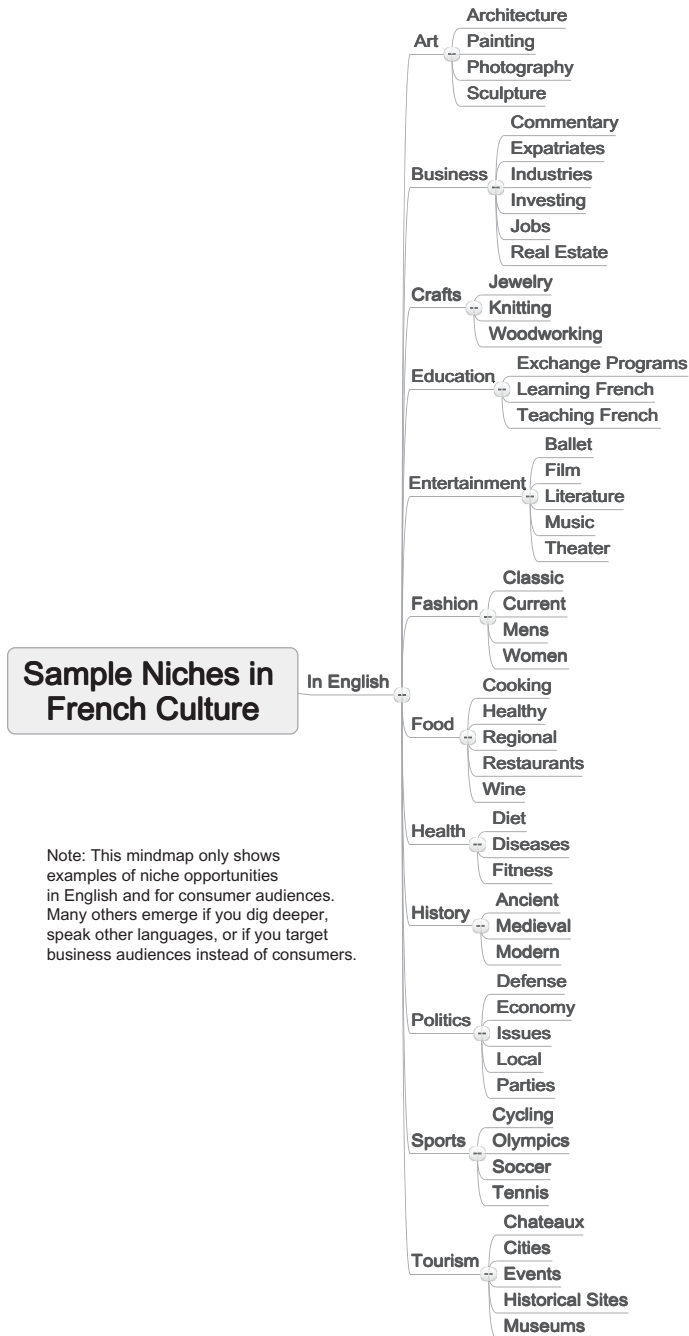 Sample Niches in
French Culture
In English
Art
Architecture
Painting
Photography
Sculpture
Business
Commentary
Expatriates
Industries
Investing
Jobs
Real Estate
Crafts
Jewelry
Knitting
Woodworking
Education
Exchange Programs
Learning French
Teaching French
Entertainment
Ballet
Film
Literature
Music
Theater
Fashion
Classic
Current
Mens
Women
Food
Cooking
Healthy
Regional
Restaurants
Wine
Health
Diet
Diseases
Fitness
History
Ancient
Medieval
Modern
Politics
Defense
Economy
Issues
Local
Parties
Sports
Cycling
Olympics
Soccer
Tennis
Tourism
Chateaux
Cities
Events
Historical Sites
Museums
Note: This mindmap only shows
examples of niche opportunities
in English and for consumer audiences.
Many others emerge if you dig deeper,
speak other languages, or if you target
business audiences instead of consumers.